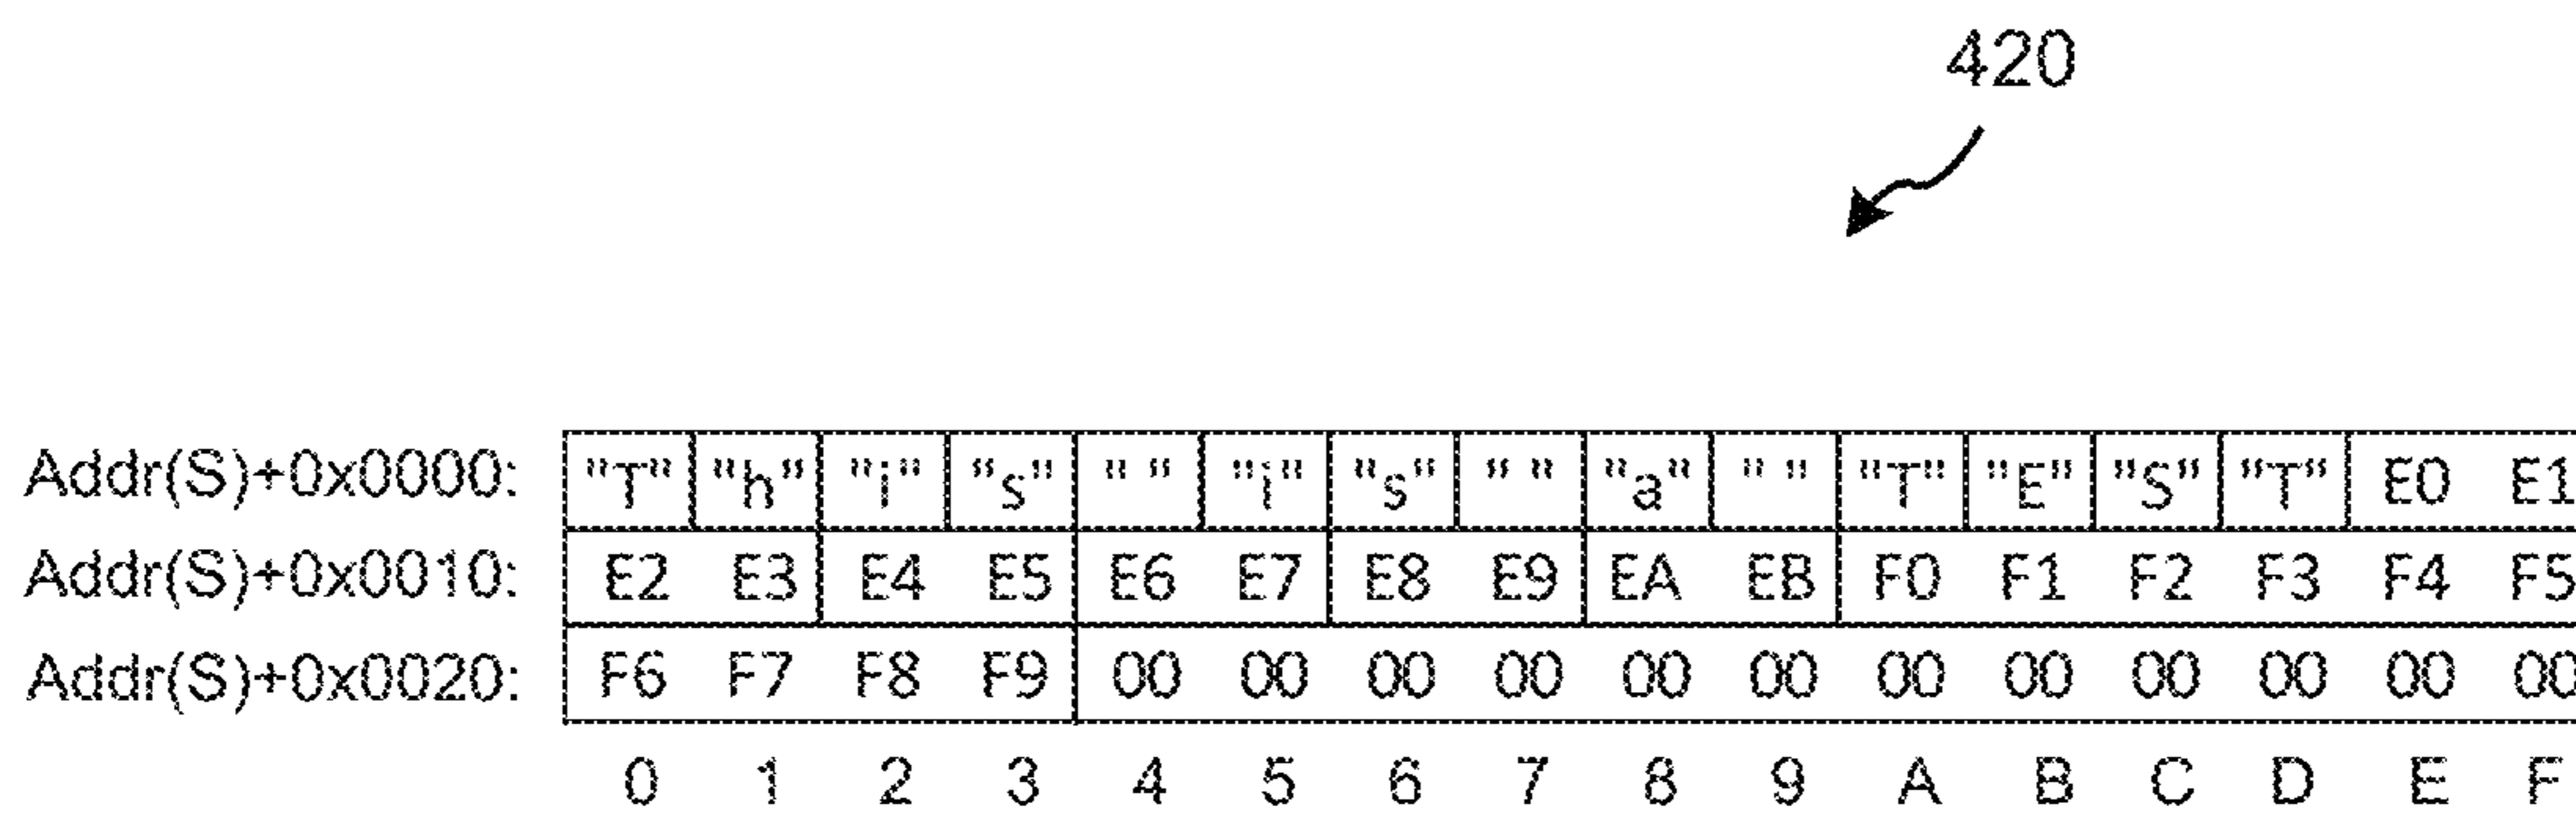 420
Addr(S)+0x0000: "T" "h" "i" "s" " " "i" "s" " " "a" " " "T" "E" "S" "T" E0 E1
Addr(S)+0x0010: E2 E3 E4 E5 E6 E7 E8 E9 EA EB F0 F1 F2 F3 F4 F5
Addr(S)+0x0020: F6 F7 F8 F9 00 00 00 00 00 00 00 00 00 00 00 00
0 1 2 3 4 5 6 7 8 9 A B C D E F